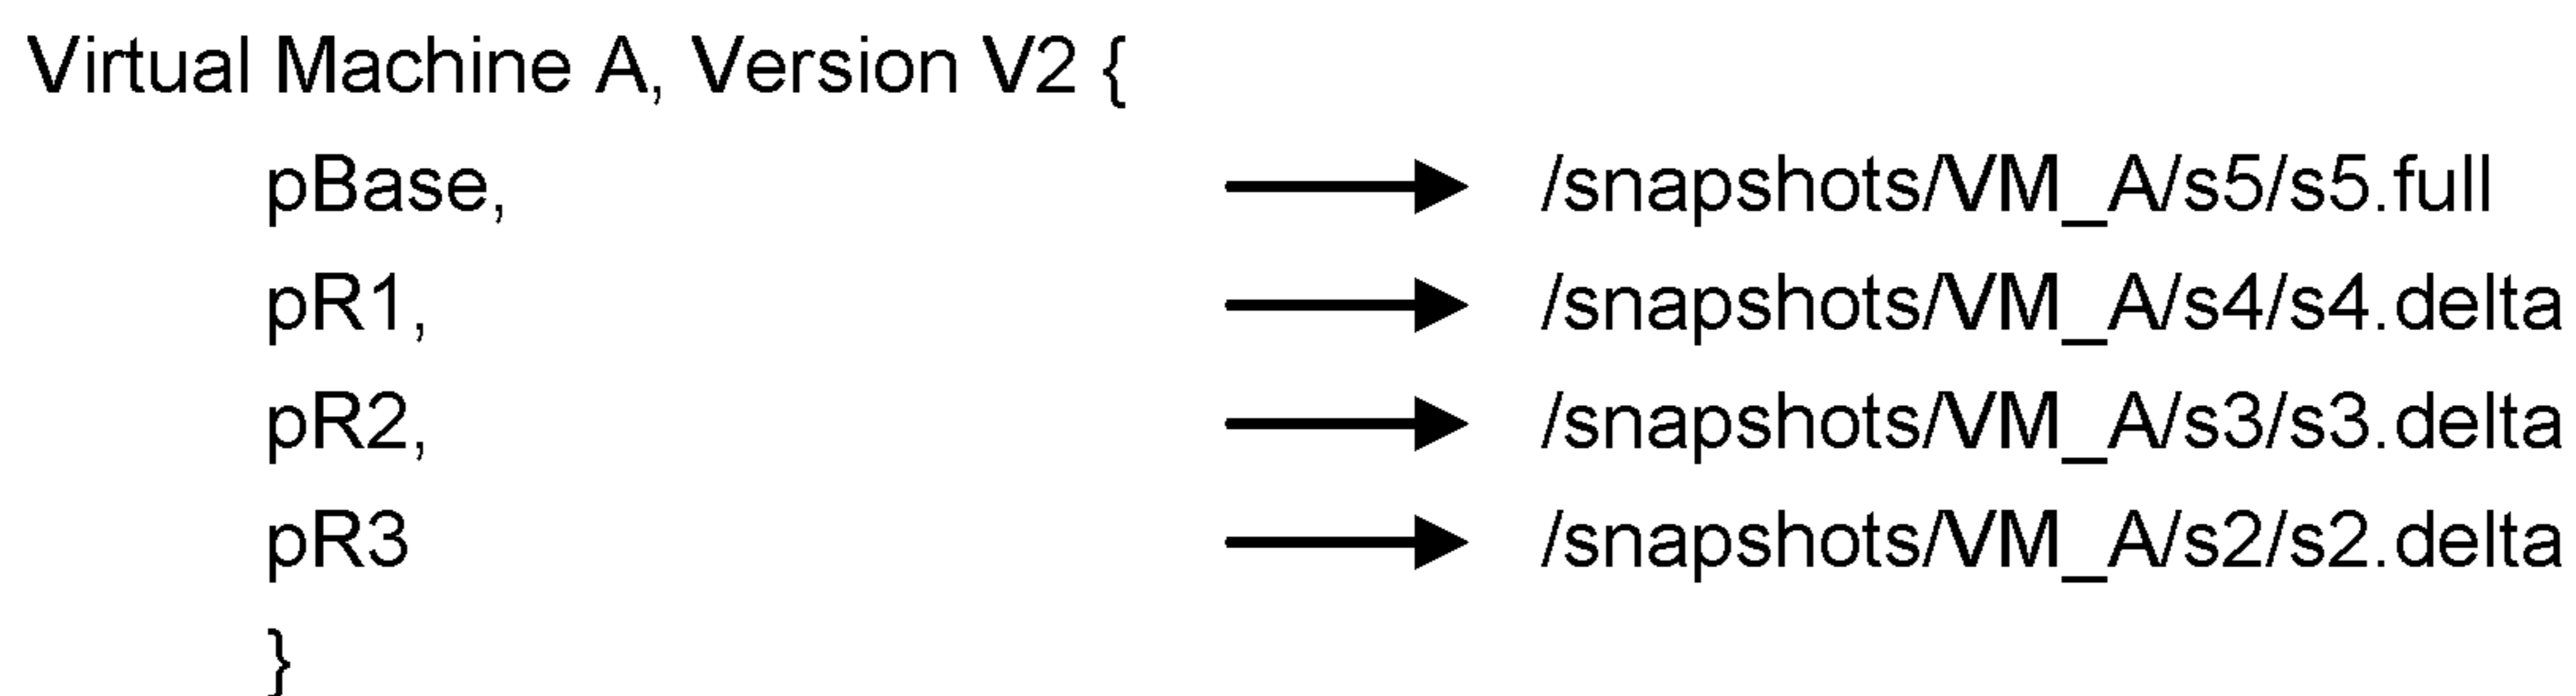 Virtual Machine A, Version V2 {
pBase, /snapshots/VM_A/s5/s5.full
pR1, /snapshots/VM_A/s4/s4.delta
pR2, /snapshots/VM_A/s3/s3.delta
pR3 /snapshots/VM_A/s2/s2.delta
}